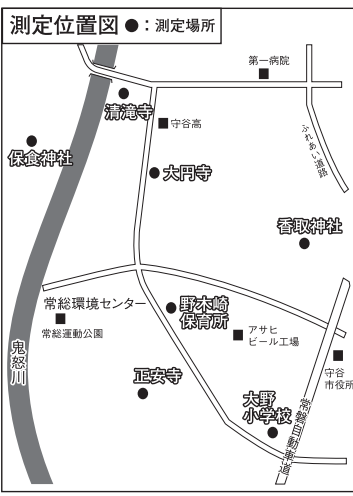 測定位置図 ●：測定場所
第一病院
清滝寺
守谷高
ふれあい道路
保食神社
大円寺
香取神社
常総環境センター
野木崎
保育所
常総運動公園
アサヒ
ビール工場
鬼怒川
守谷
市役所
正安寺
大野
小学校
常磐自動車道